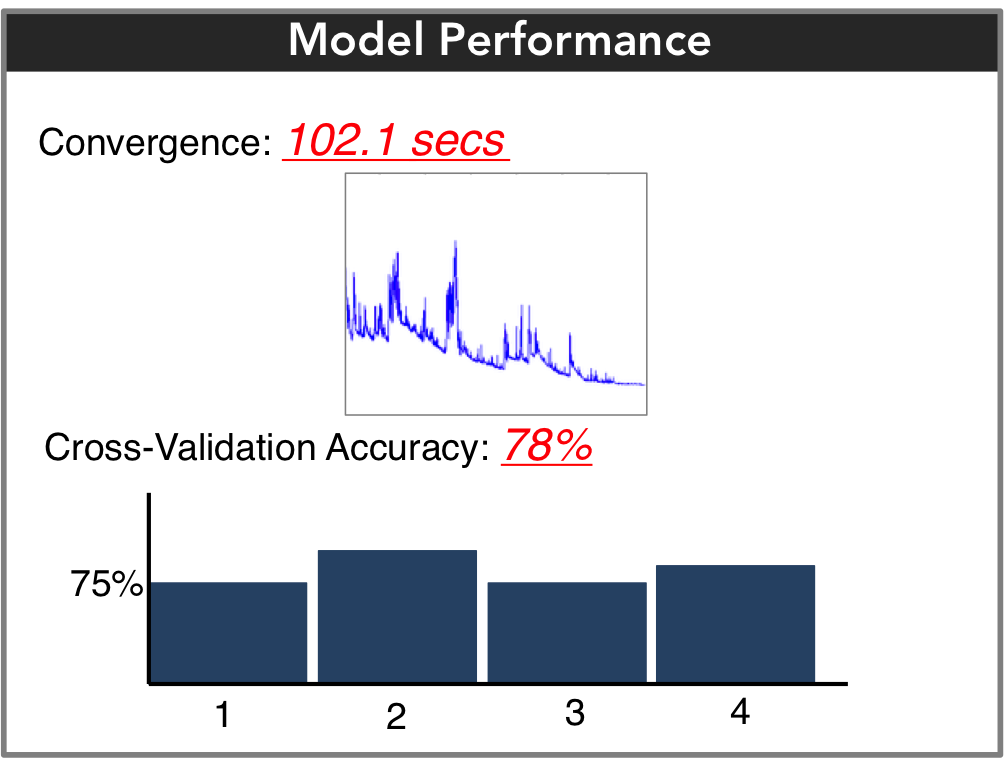 Model Performance
Convergence: 102.1 secs
Cross-Validation Accuracy: 78%
75%
1 2 3 4